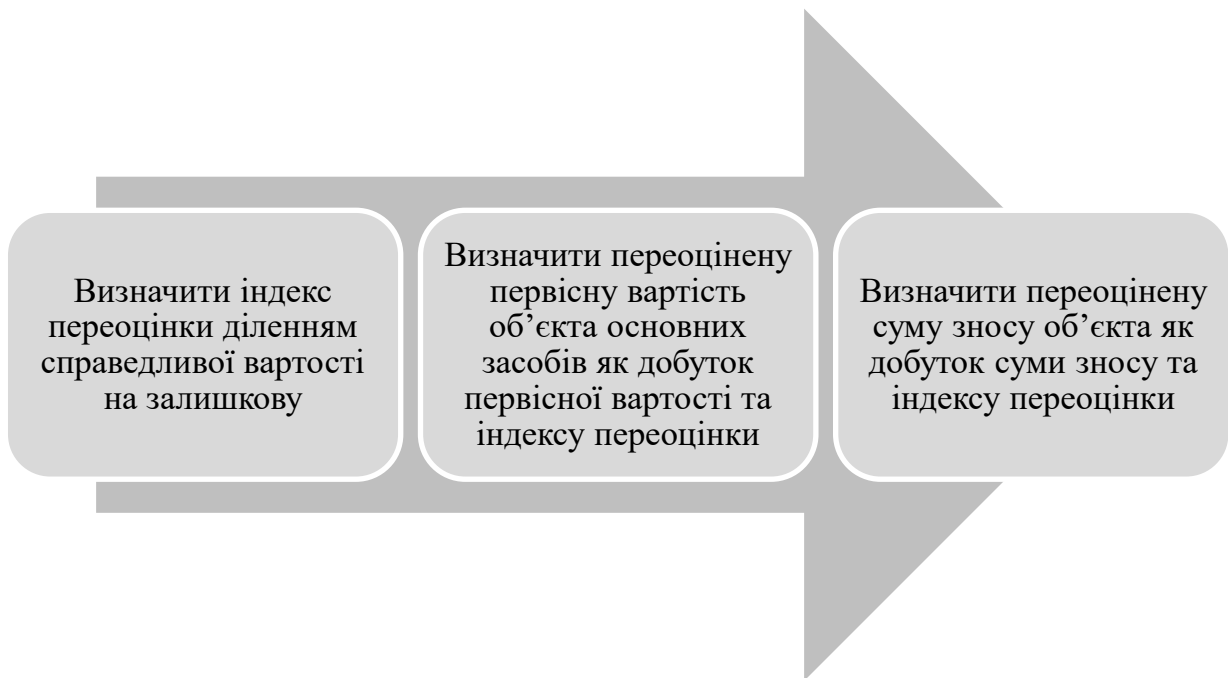 Визначити індекс
переоцінки діленням
справедливої вартості
на залишкову
Визначити переоцінену
первісну вартість
об’єкта основних
засобів як добуток
первісної вартості та
індексу переоцінки
Визначити переоцінену
суму зносу об’єкта як
добуток суми зносу та
індексу переоцінки